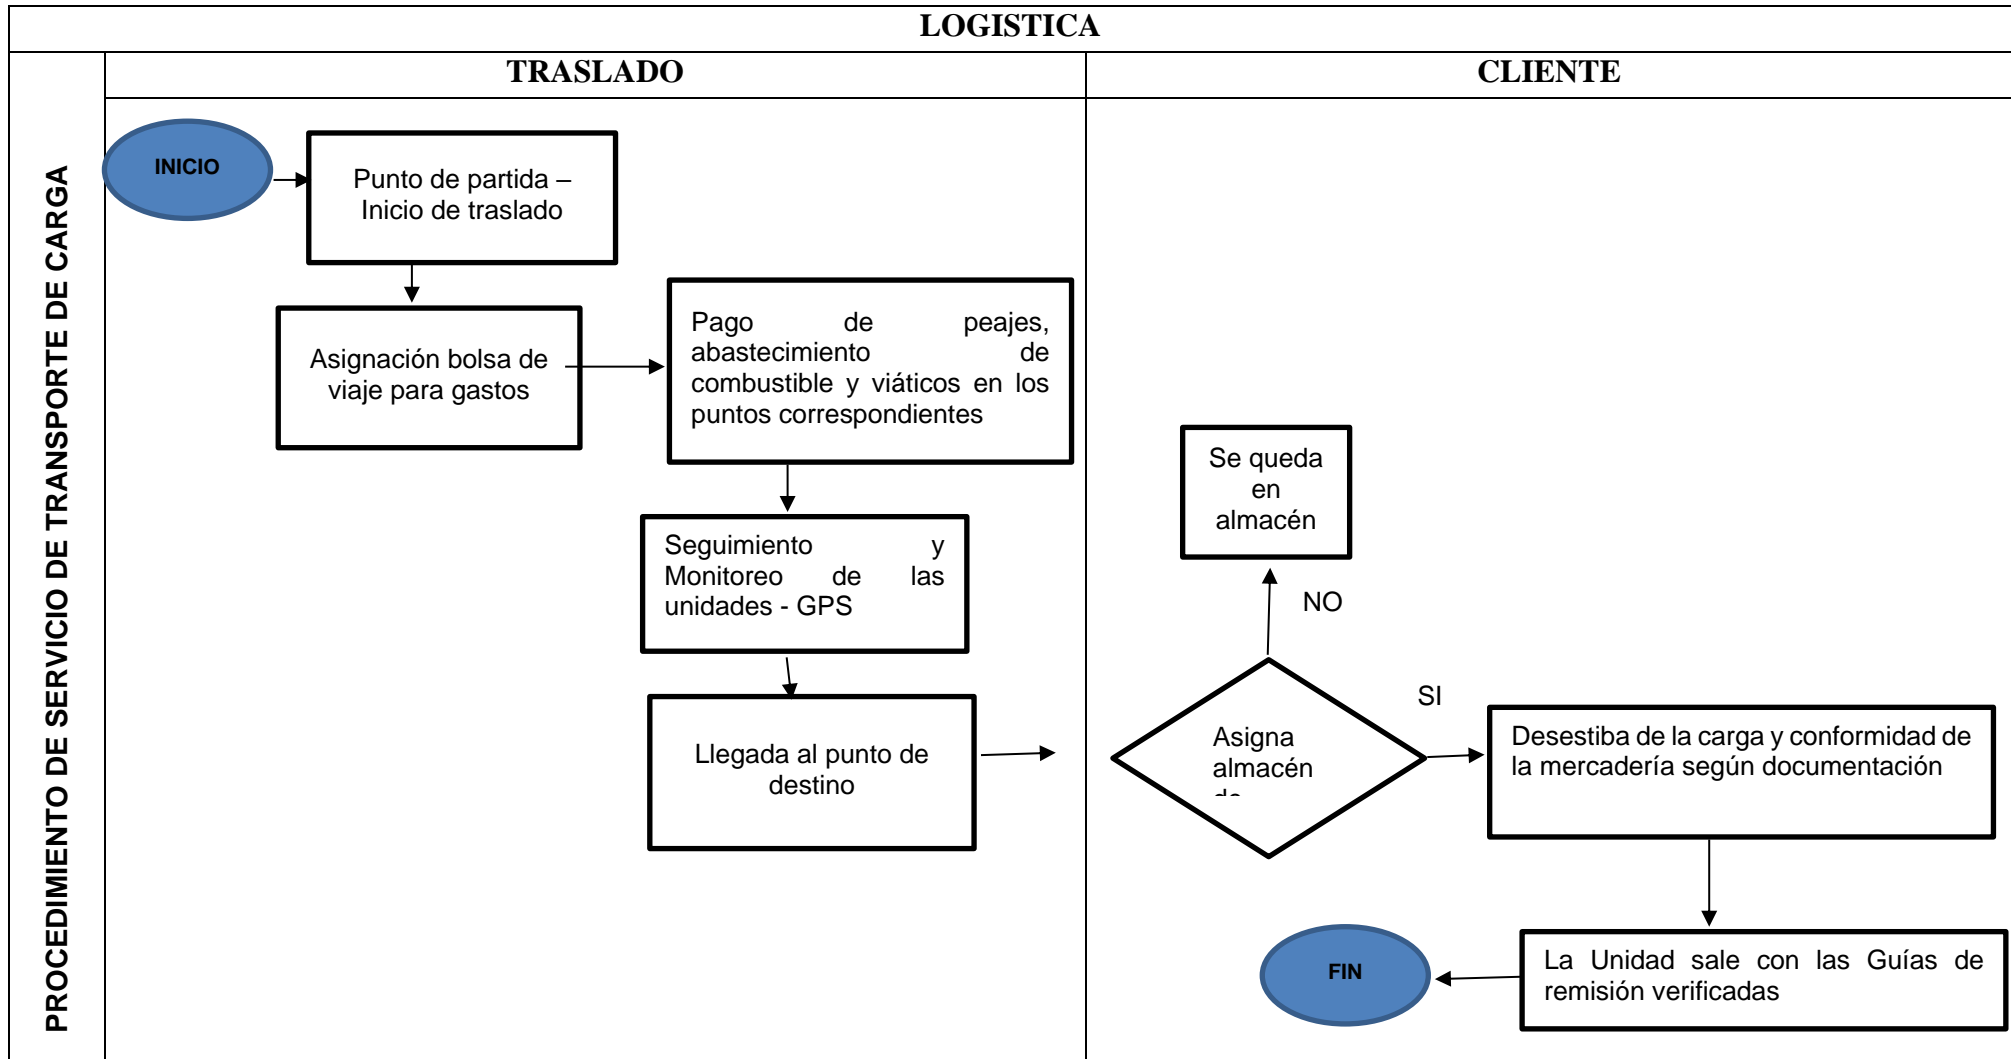 LOGISTICA
PROCEDIMIENTO DE SERVICIO DE TRANSPORTE DE CARGA
TRASLADO
CLIENTE
INICIO
Punto de partida –
Inicio de traslado
Asignación bolsa de
viaje para gastos
Pago de peajes,
abastecimiento de
combustible y viáticos en los
puntos correspondientes
Seguimiento y
Monitoreo de las
unidades - GPS
Llegada al punto de
destino
Se queda
en
almacén
NO
SI
Asigna
almacén
Desestiba de la carga y conformidad de
la mercadería según documentación
La Unidad sale con las Guías de
remisión verificadas
FIN